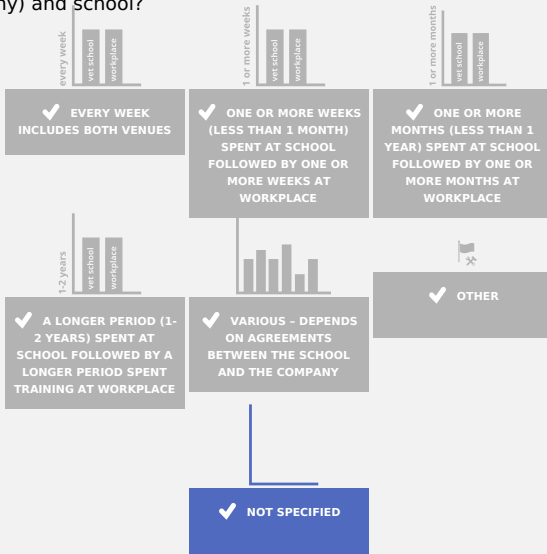 ny) and school?
every week
vet school
workplace
EVERY WEEK
INCLUDES BOTH VENUES
1 or more weeks
vet school
workplace
ONE OR MORE WEEKS
(LESS THAN 1 MONTH)
SPENT AT SCHOOL
FOLLOWED BY ONE OR
MORE WEEKS AT
WORKPLACE
1 or more months
vet school
workplace
ONE OR MORE
MONTHS (LESS THAN 1
YEAR) SPENT AT SCHOOL
FOLLOWED BY ONE OR
MORE MONTHS AT
WORKPLACE
1-2 years
vet school
workplace
A LONGER PERIOD (1-
2 YEARS) SPENT AT
SCHOOL FOLLOWED BY A
LONGER PERIOD SPENT
TRAINING AT WORKPLACE
VARIOUS – DEPENDS
ON AGREEMENTS
BETWEEN THE SCHOOL
AND THE COMPANY
OTHER
NOT SPECIFIED